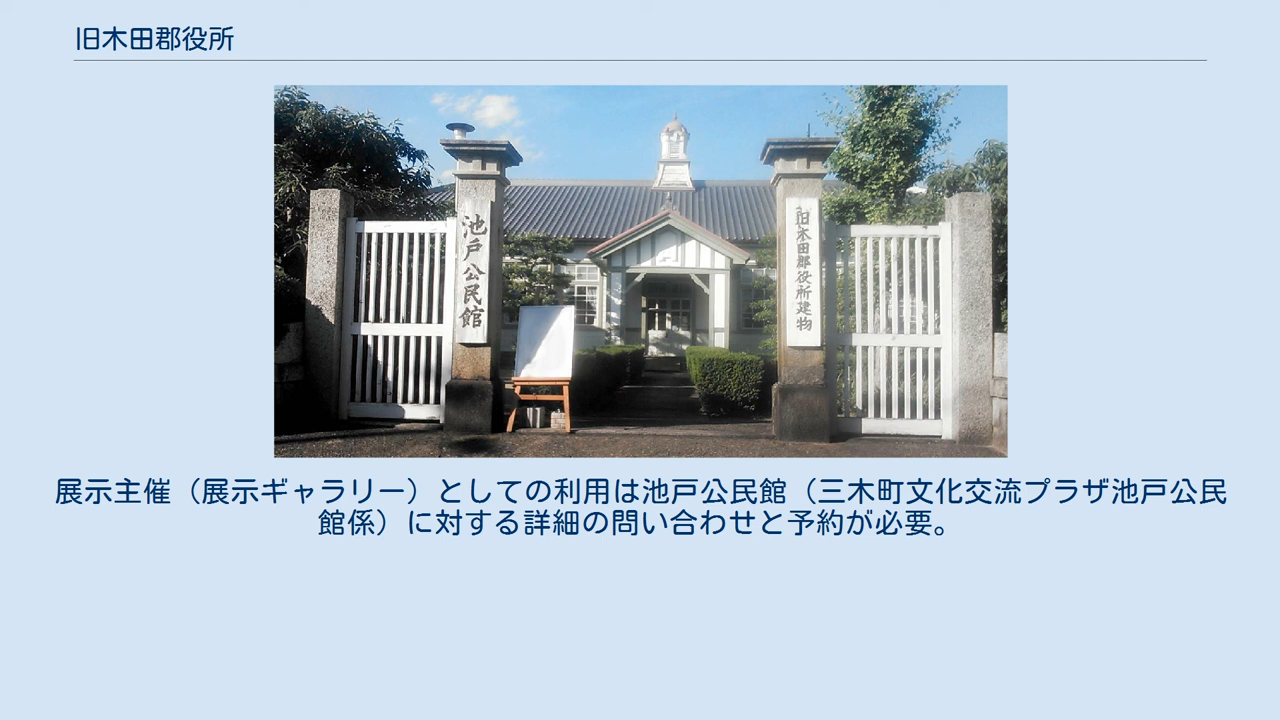 旧木田郡役所
池戸公民館
旧木田郡役所建物
展示主催（展示ギャラリー）としての利用は池戸公民館（三木町文化交流プラザ池戸公民
館係）に対する詳細の問い合わせと予約が必要。